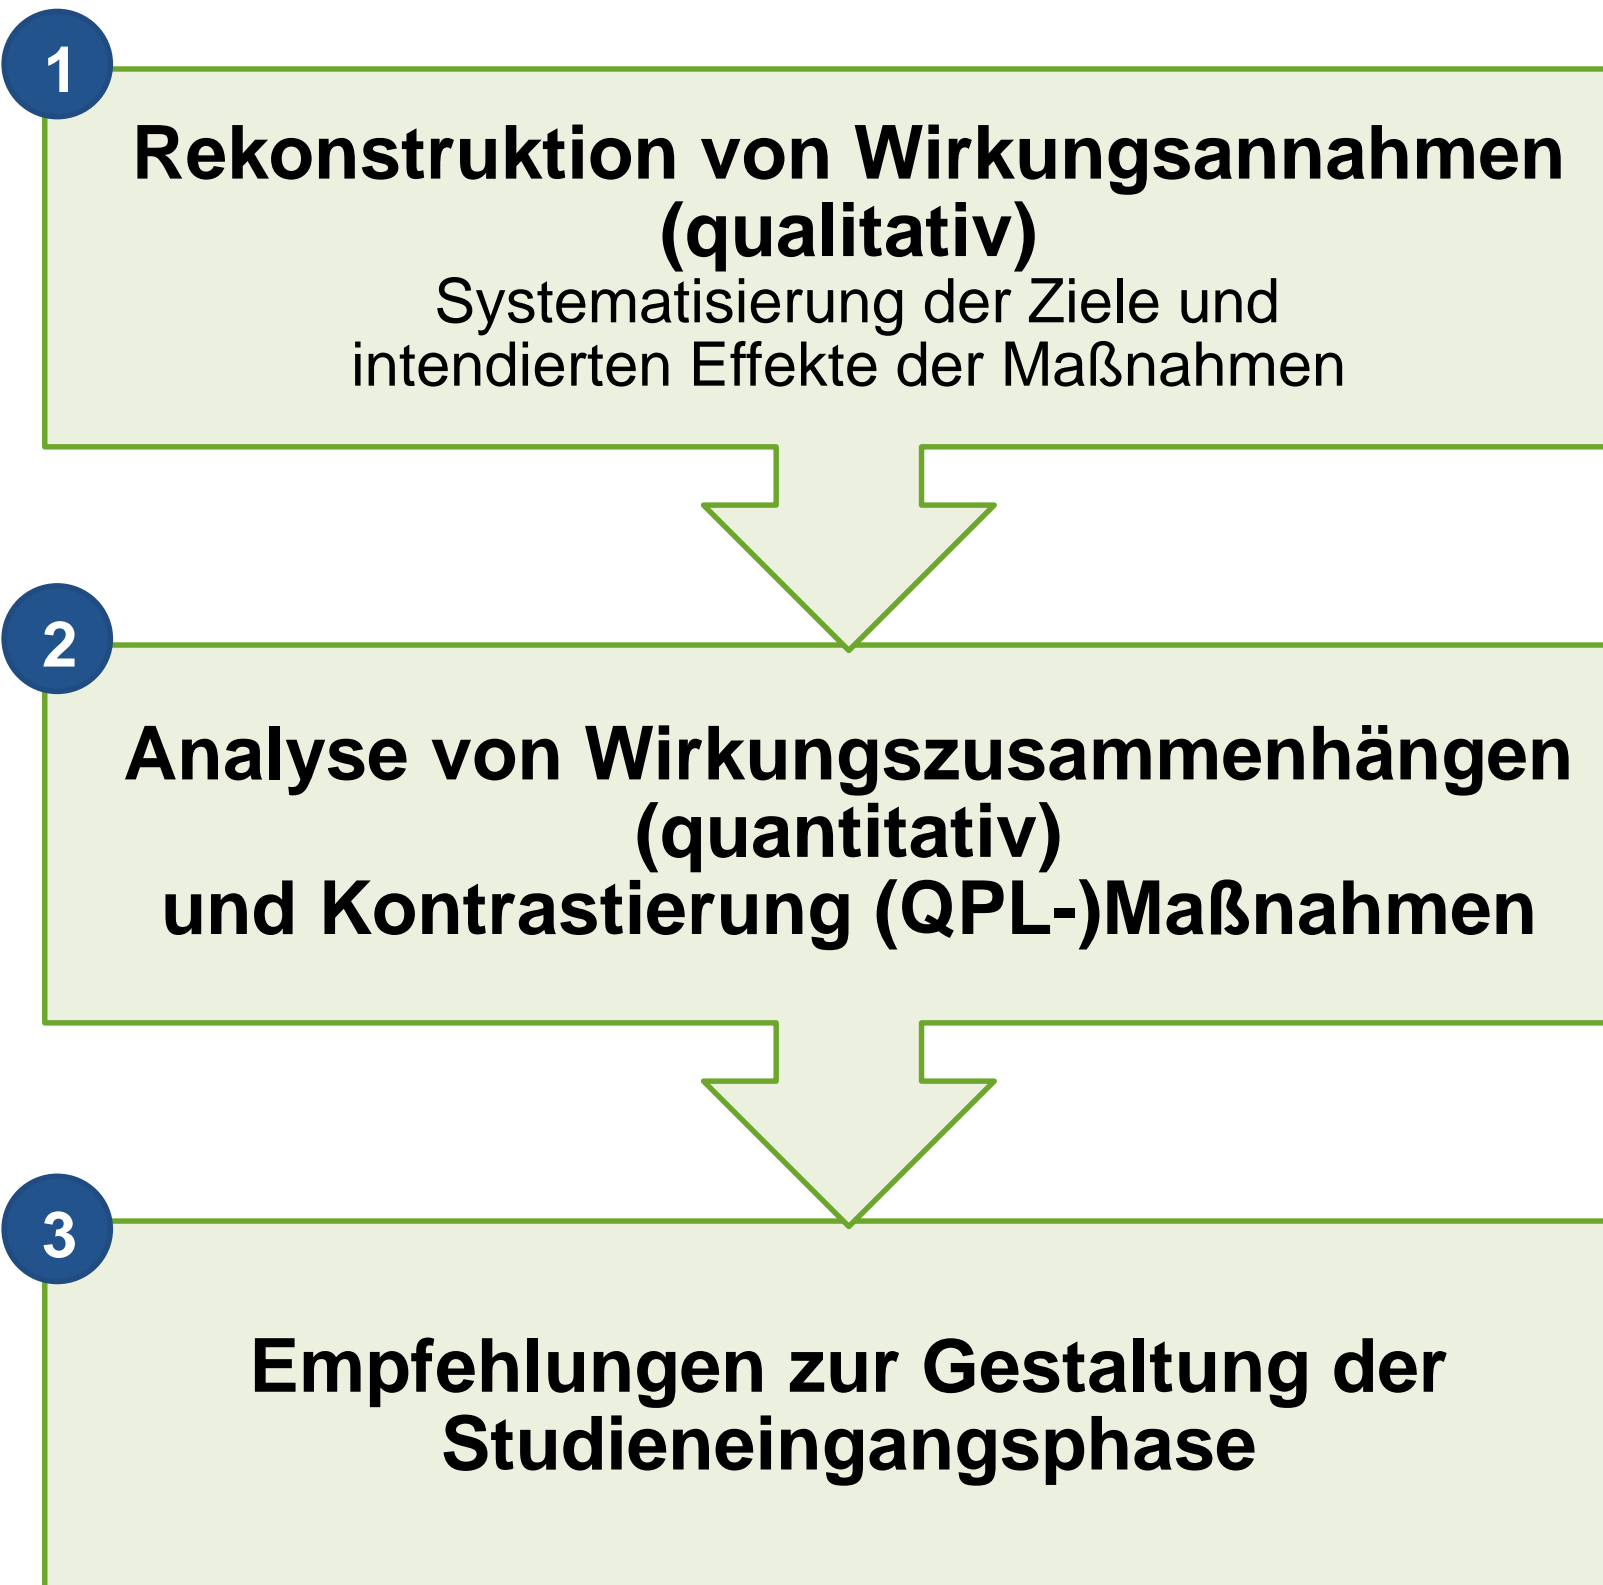 1
Rekonstruktion von Wirkungsannahmen
(qualitativ)
Systematisierung der Ziele und
intendierten Effekte der Maßnahmen
2
Analyse von Wirkungszusammenhängen
(quantitativ)
und Kontrastierung (QPL-)Maßnahmen
3
Empfehlungen zur Gestaltung der
Studieneingangsphase